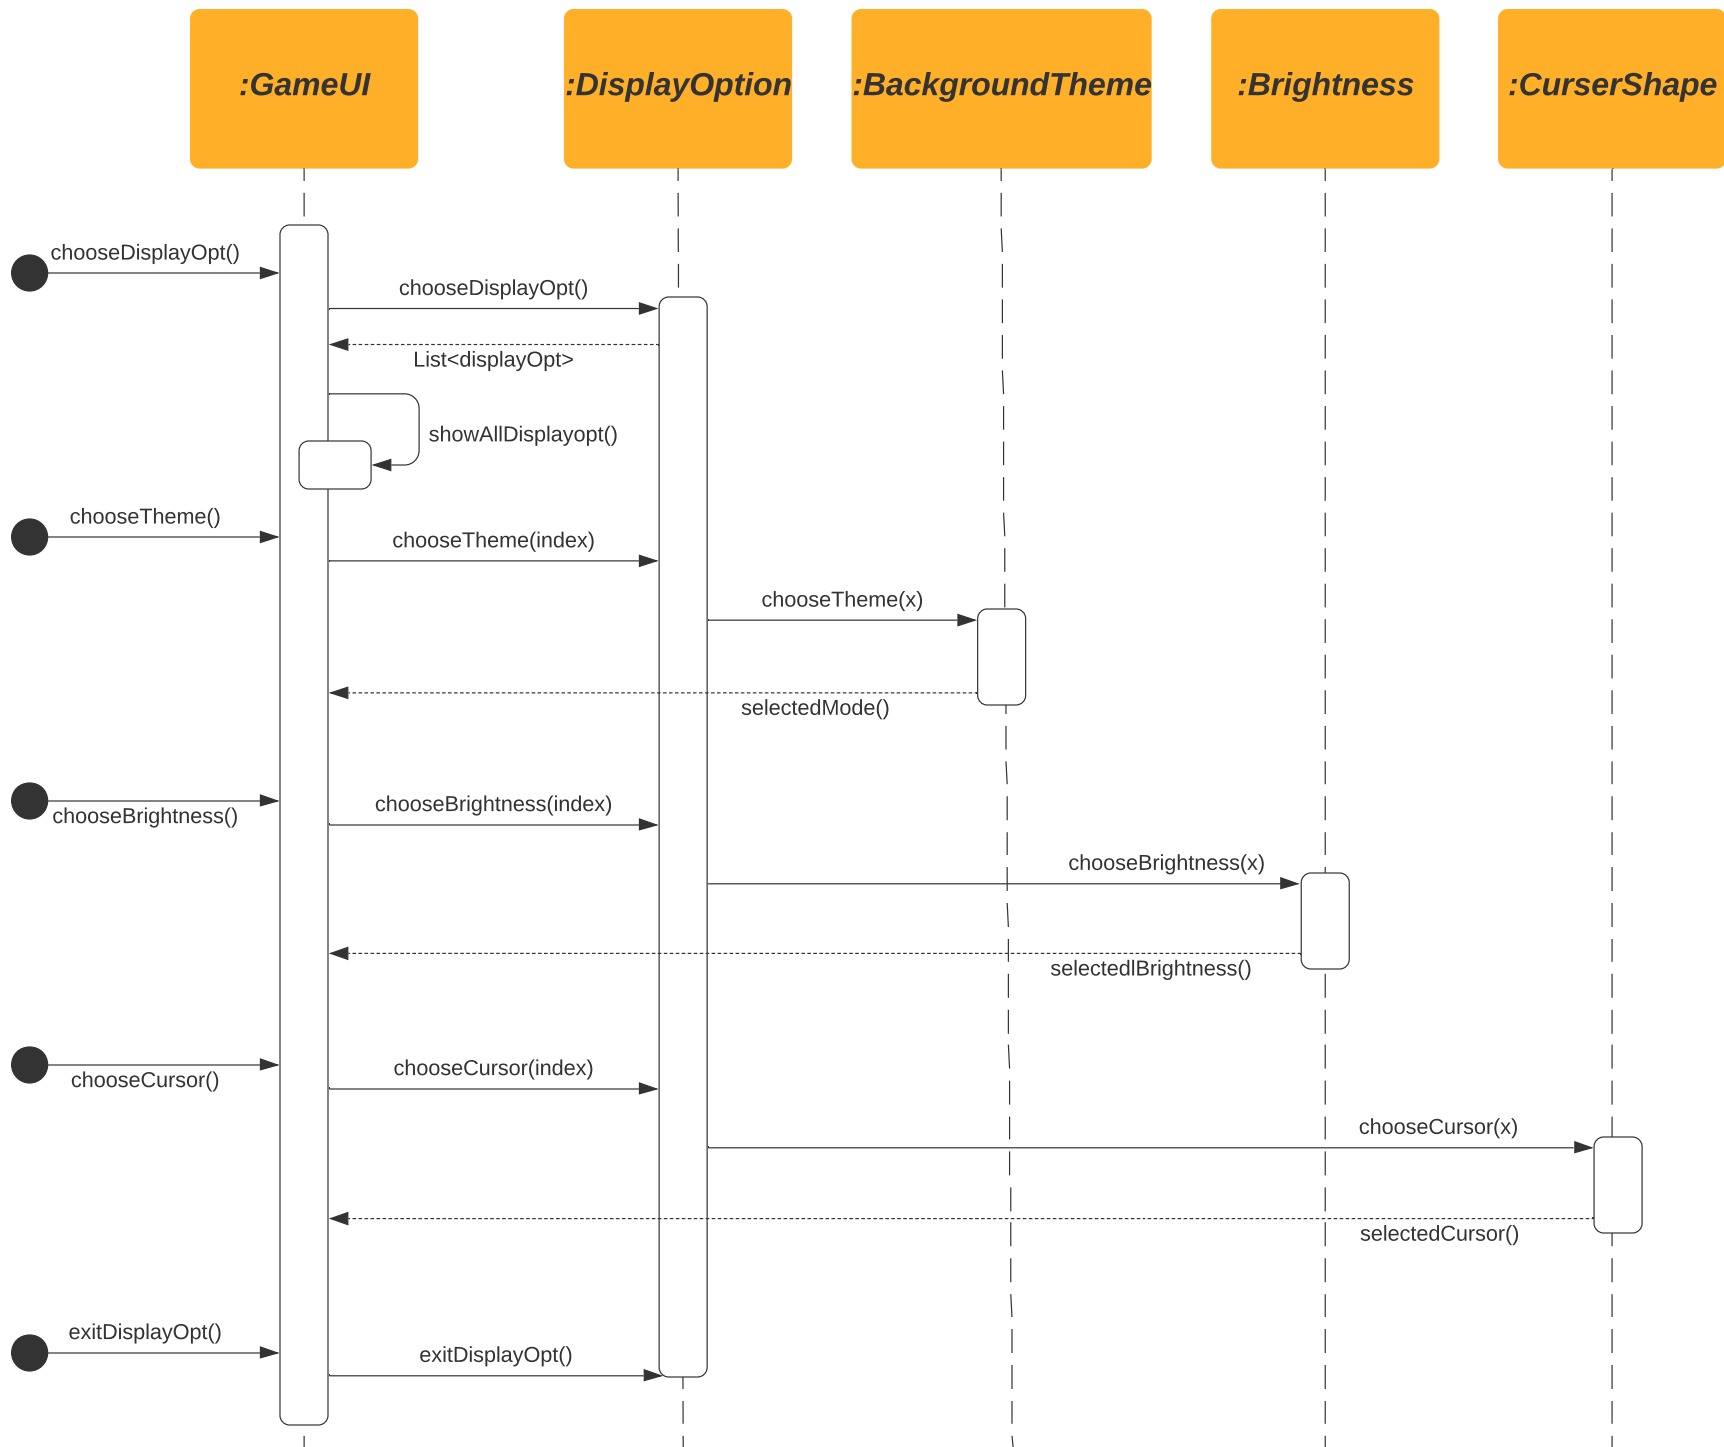 :GameUI
:DisplayOption
:BackgroundTheme
:Brightness
:CurserShape
chooseDisplayOpt()
chooseDisplayOpt()
List<displayOpt>
showAllDisplayopt()
chooseTheme()
chooseTheme(index)
chooseTheme(x)
selectedMode()
chooseBrightness()
chooseBrightness(index)
chooseBrightness(x)
selectedlBrightness()
chooseCursor()
chooseCursor(index)
chooseCursor(x)
selectedCursor()
exitDisplayOpt()
exitDisplayOpt()